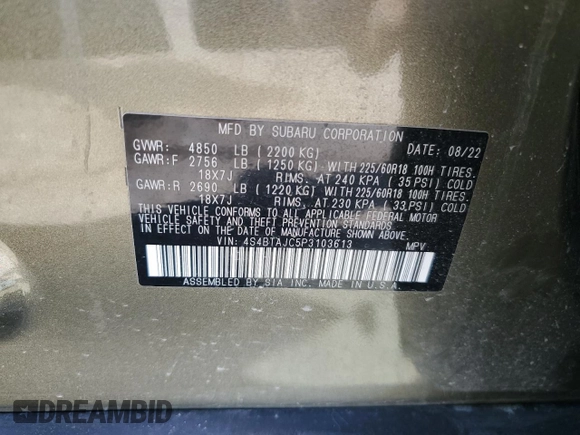 MFD BY SUBARU CORPORATION
GVWR: 4850 LB (2200 KG) DATE: 08/22
GAWR:F 2756 LB (1250 KG) WITH 225/60R18 100H TIRES.
18X7J RIMS, AT 240 KPA (35 PSI) COLD
GAWR:R 2690 LB (1220 KG) WITH 225/60R18 100H TIRES.
18X7J RIMS, AT 230 KPA (33 PSI) COLD
THIS VEHICLE CONFORMS TO ALL APPLICABLE FEDERAL MOTOR
VEHICLE SAFETY AND THEFT PREVENTION STANDARDS
IN EFFECT ON THE DATE OF MANUFACTURE SHOWN ABOVE.
VIN: 4S4BTAJC5P3103613 MPV
ASSEMBLED BY SIA INC. MADE IN U.S.A.
DREAMBID